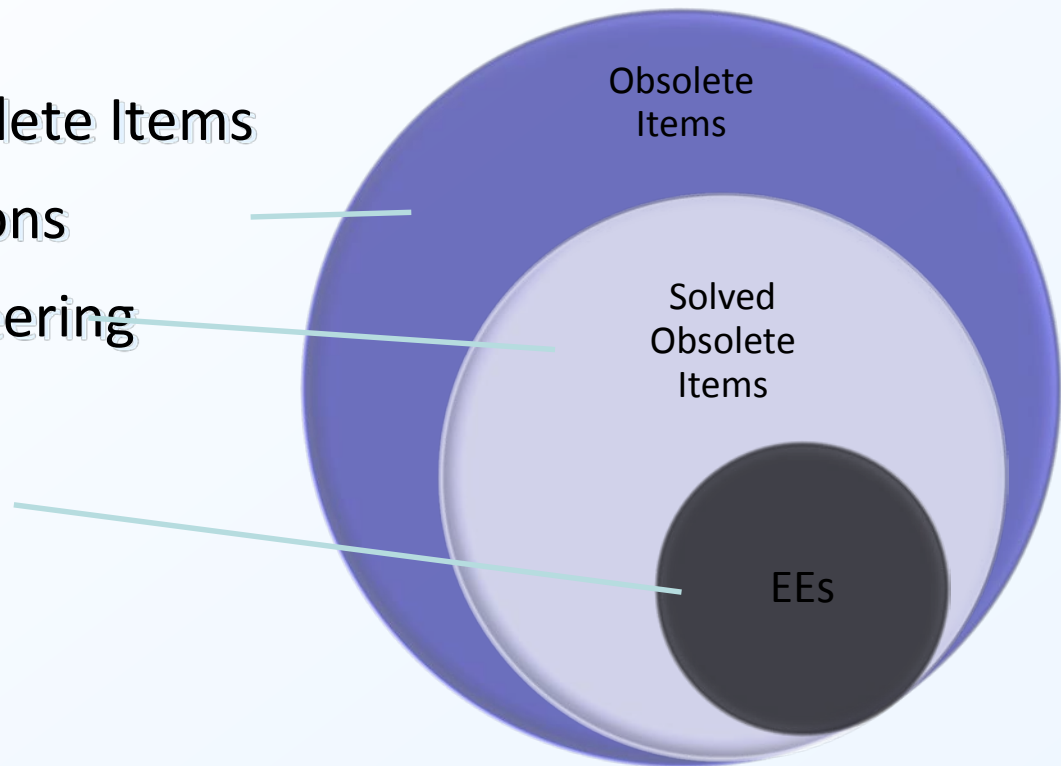 lete Items
ons
ering
Obsolete
Items
Solved
Obsolete
Items
EEs